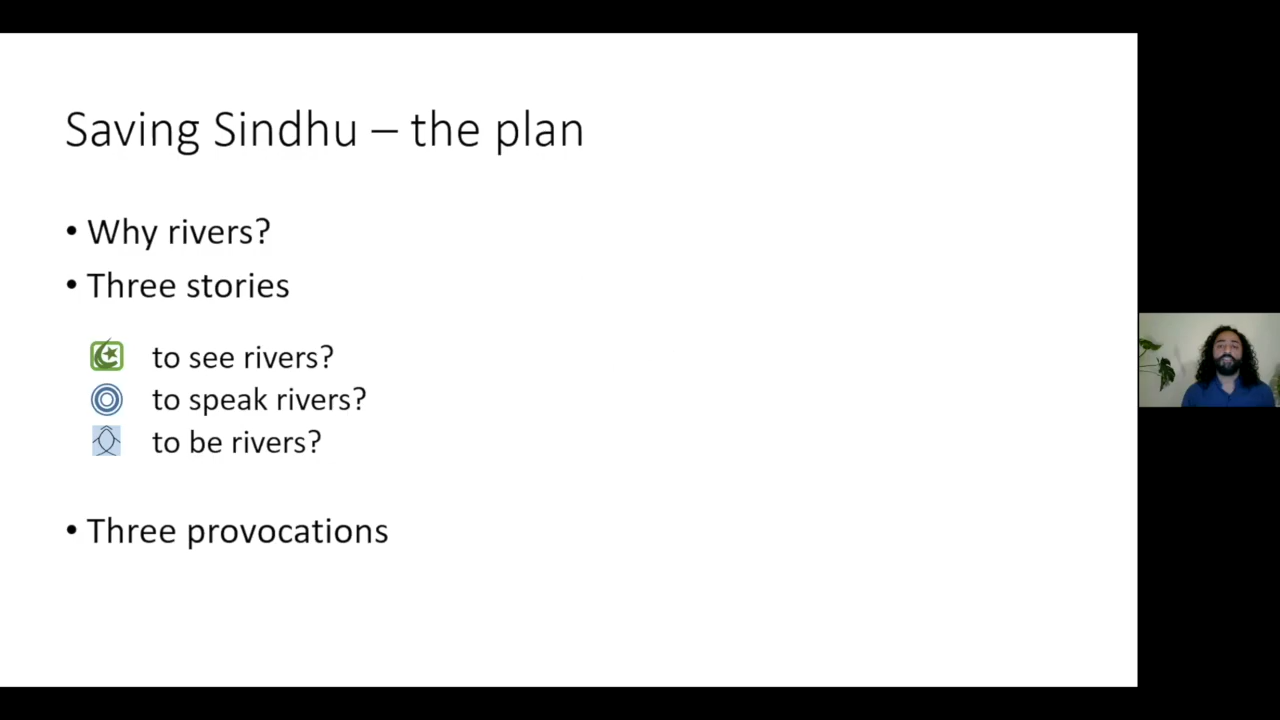 Saving Sindhu – the plan
• Why rivers?
• Three stories
to see rivers?
to speak rivers?
to be rivers?
• Three provocations